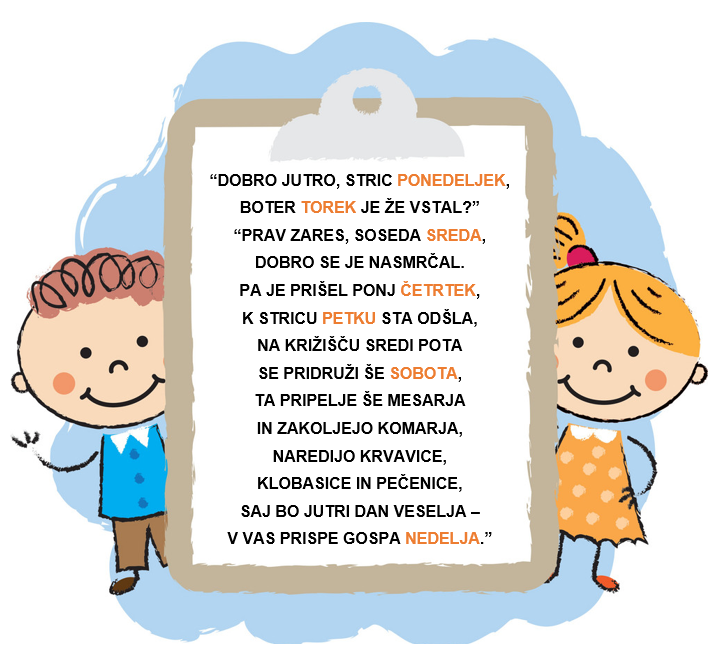 “DOBRO JUTRO, STRIC PONEDELJEK,
BOTER TOREK JE ŽE VSTAL?”
“PRAV ZARES, SOSEDA SREDA,
DOBRO SE JE NASMRČAL.
PA JE PRIŠEL PONJ ČETRTEK,
K STRICU PETKU STA ODŠLA,
NA KRIŽIŠČU SREDI POTA
SE PRIDRUŽI ŠE SOBOTA,
TA PRIPELJE ŠE MESARJA
IN ZAKOLJEJO KOMARJA,
NAREDIJO KRVAVICE,
KLOBASICE IN PEČENICE,
SAJ BO JUTRI DAN VESELJA –
V VAS PRISPE GOSPA NEDELJA.”